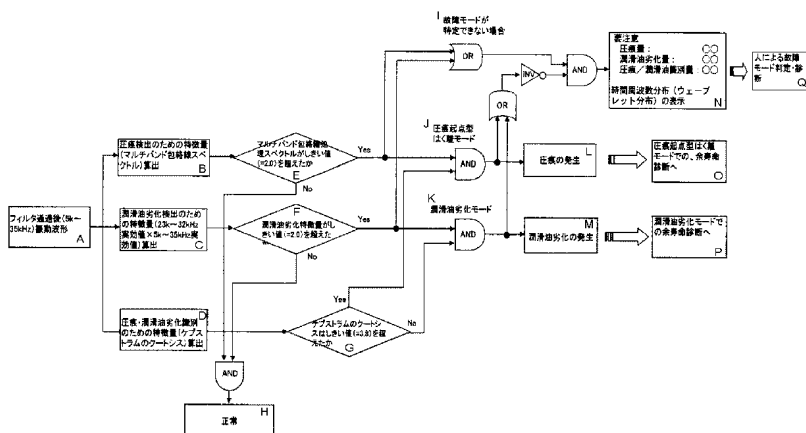 I
故障モードが
特定できない場合
OR
INV
AND
要注意
圧痕量: ○○
潤滑油劣化量: ○○
圧痕/潤滑油識別量: ○○
時間周波数分布(ウェーブ
レット分布)の表示
N
人による故障
モード判定・診
断
Q
OR
J
圧痕起点型
はく離モード
圧痕検出のための特徴量
(マルチバンド包絡線スペ
クトル)算出
B
マルチバンド包絡線処
理スペクトルがしきい値
(=2.0)を超えたか
E
Yes
No
AND
L
圧痕の発生
圧痕起点型はく離
モードでの、余寿命
診断へ
O
K
潤滑油劣化モード
フィルタ通過後(5k~
35kHz)振動波形
A
潤滑油劣化検出のための
特徴量(23k~32kHz
実効値×5k~35kHz実
効値)算出
C
F
潤滑油劣化特徴量がし
きい値(=2.0)を超えた
Yes
No
AND
M
潤滑油劣化の発生
潤滑油劣化モードで
の余寿命診断へ
P
D
圧痕・潤滑油劣化識別
のための特徴量(ケプスト
ラムのクートシス)算出
Yes
ケプストラムのクートシ
スはしきい値(=3.8)を超
えたか
G
No
AND
H
正常